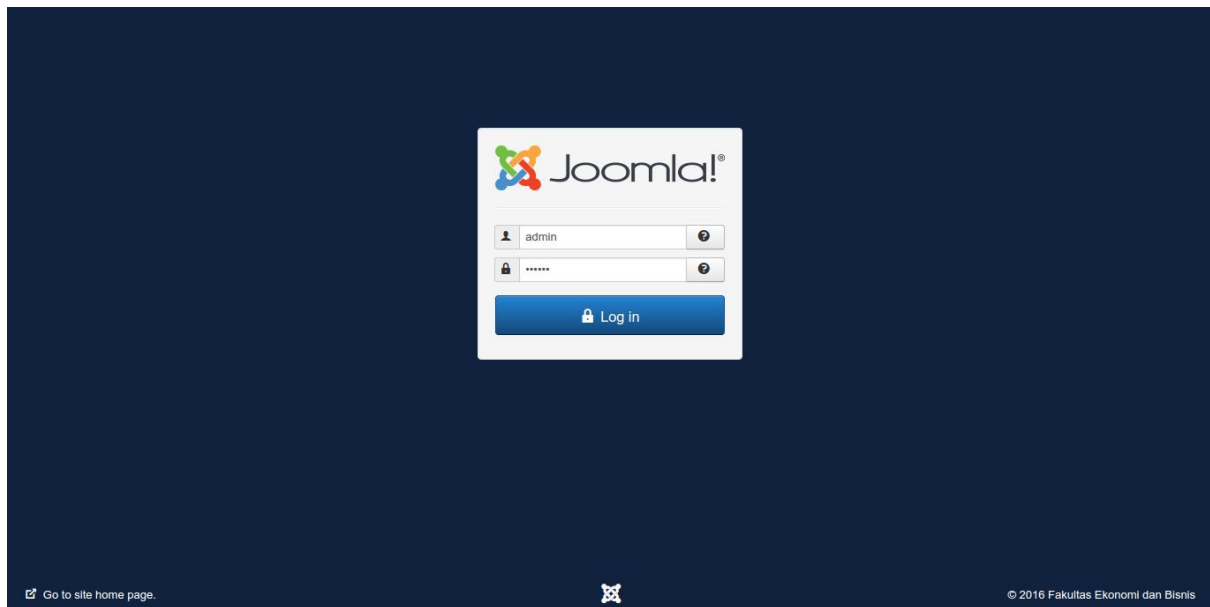 Joomla!®
admin
••••••
Log in
Go to site home page.
© 2016 Fakultas Ekonomi dan Bisnis